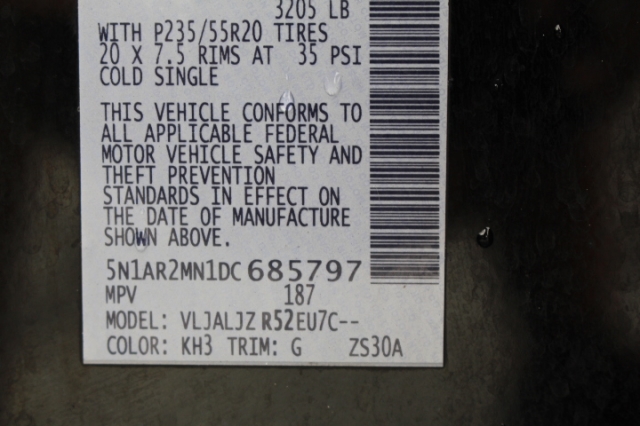 3205 LB
WITH P235/55R20 TIRES
20 X 7.5 RIMS AT 35 PSI
COLD SINGLE
THIS VEHICLE CONFORMS TO
ALL APPLICABLE FEDERAL
MOTOR VEHICLE SAFETY AND
THEFT PREVENTION
STANDARDS IN EFFECT ON
THE DATE OF MANUFACTURE
SHOWN ABOVE.
5N1AR2MN1DC685797
MPV 187
MODEL: VLJALJZ R52EU7C--
COLOR: KH3 TRIM: G ZS30A